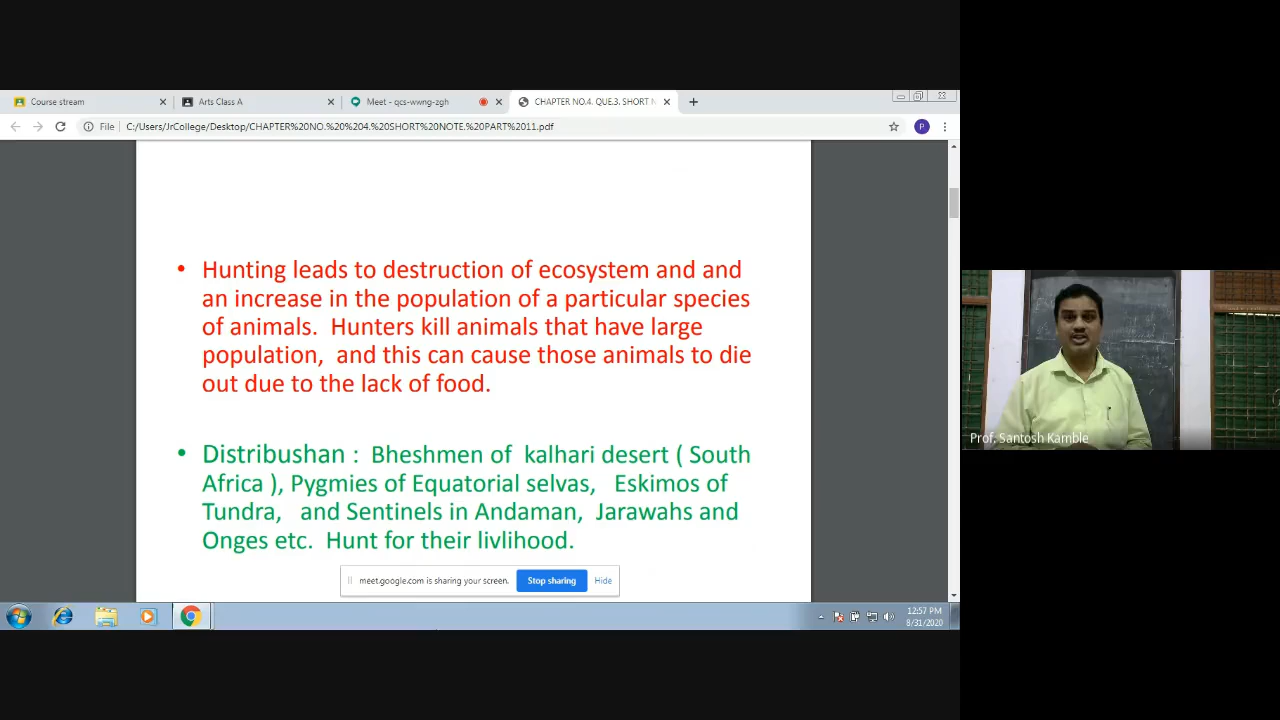 Course stream
Arts Class A
Meet - qcs-wwng-zgh
CHAPTER NO.4. QUE.3. SHORT N
File C:/Users/JrCollege/Desktop/CHAPTER%20NO.%20%204.%20SHORT%20NOTE.%20PART%2011.pdf
P
• Hunting leads to destruction of ecosystem and and
an increase in the population of a particular species
of animals. Hunters kill animals that have large
population, and this can cause those animals to die
out due to the lack of food.
• Distribushan : Bheshmen of kalhari desert ( South
Africa ), Pygmies of Equatorial selvas, Eskimos of
Tundra, and Sentinels in Andaman, Jarawahs and
Onges etc. Hunt for their livlihood.
meet.google.com is sharing your screen. Stop sharing Hide
12:57 PM
8/31/2020
Prof. Santosh Kamble